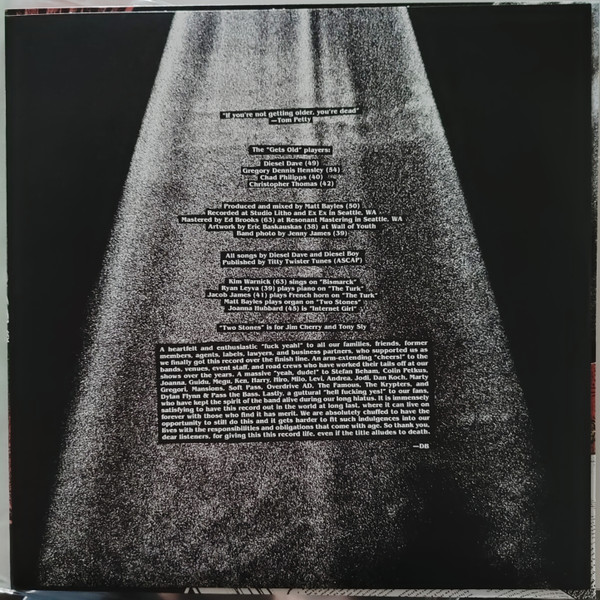 "If you're not getting older, you're dead"
—Tom Petty
The "Gets Old" players:
Diesel Dave (49)
Gregory Dennis Hensley (54)
Chad Philipps (40)
Christopher Thomas (42)
Produced and mixed by Matt Bayles (50)
Recorded at Studio Litho and Ex Ex in Seattle, WA
Mastered by Ed Brooks (63) at Resonant Mastering in Seattle, WA
Artwork by Eric Baskauskas (38) at Wall of Youth
Band photo by Jenny James (39)
All songs by Diesel Dave and Diesel Boy
Published by Titty Twister Tunes (ASCAP)
Kim Warnick (63) sings on "Bismarck"
Ryan Leyva (39) plays piano on "The Turk"
Jacob James (41) plays French horn on "The Turk"
Matt Bayles plays organ on "Two Stones"
Joanna Hubbard (45) is "Internet Girl"
"Two Stones" is for Jim Cherry and Tony Sly
A heartfelt and enthusiastic "fuck yeah!" to all our families, friends, former
members, agents, labels, lawyers, and business partners, who supported us as
we finally got this record over the finish line. An arm-extending "cheers!" to the
bands, venues, event staff, and road crews who have worked their tails off at our
shows over the years. A massive "yeah, dude!" to Stefan Beham, Colin Petkus,
Joanna, Guido, Megu, Ken, Harry, Hiro, Milo, Levi, Andrea, Jodi, Dan Koch, Marty
Gregori, Mansions, Soft Pass, Overdrive AD, The Famous, The Krypters, and
Dylan Flynn & Pass the Bass. Lastly, a guttural "hell fucking yes!" to our fans,
who have kept the spirit of the band alive during our long hiatus. It is immensely
satisfying to have this record out in the world at long last, where it can live on
forever with those who find it has merit. We are absolutely chuffed to have the
opportunity to still do this and it gets harder to fit such indulgences into our
lives with the responsibilities and obligations that come with age. So thank you,
dear listeners, for giving this this record life, even if the title alludes to death.
—DB